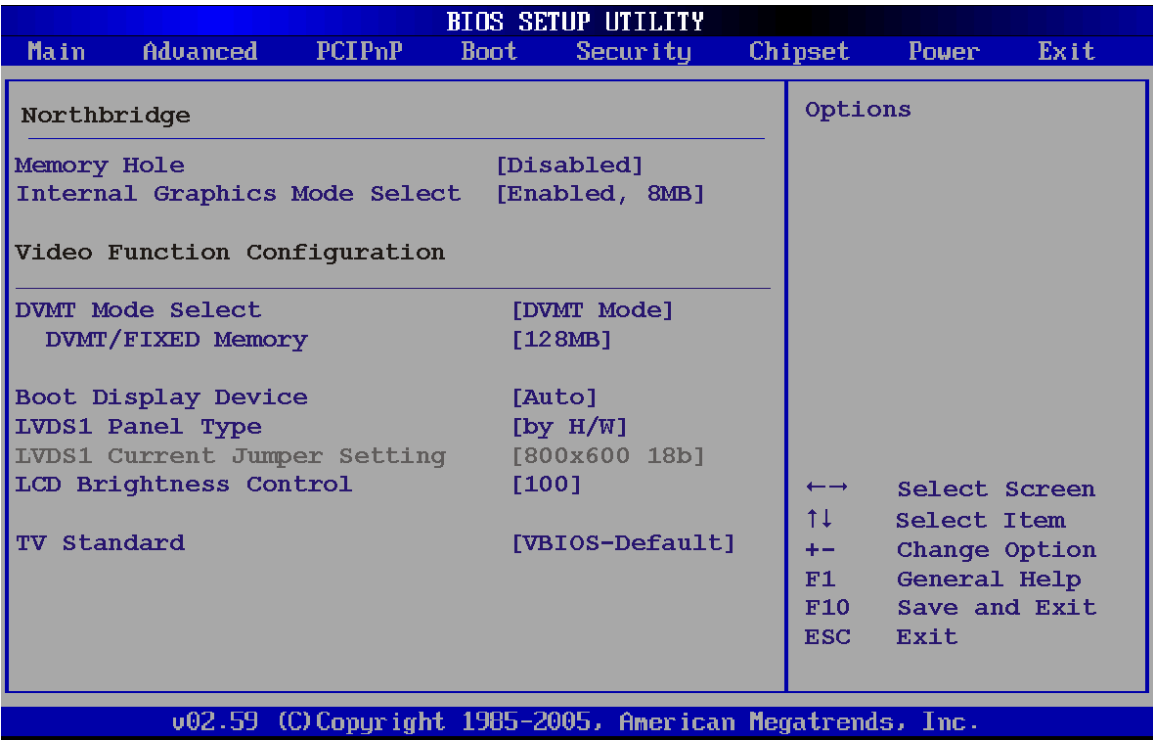 BIOS SETUP UTILITY
Main Advanced PCIPnP Boot Security Chipset Power Exit
Northbridge
Memory Hole [Disabled]
Internal Graphics Mode Select [Enabled, 8MB]
Video Function Configuration
DVMT Mode Select [DVMT Mode]
DVMT/FIXED Memory [128MB]
Boot Display Device [Auto]
LVDS1 Panel Type [by H/W]
LVDS1 Current Jumper Setting [800x600 18b]
LCD Brightness Control [100]
TV Standard [VBIOS-Default]
Options
←→ Select Screen
↑↓ Select Item
+- Change Option
F1 General Help
F10 Save and Exit
ESC Exit
v02.59 (C)Copyright 1985-2005, American Megatrends, Inc.